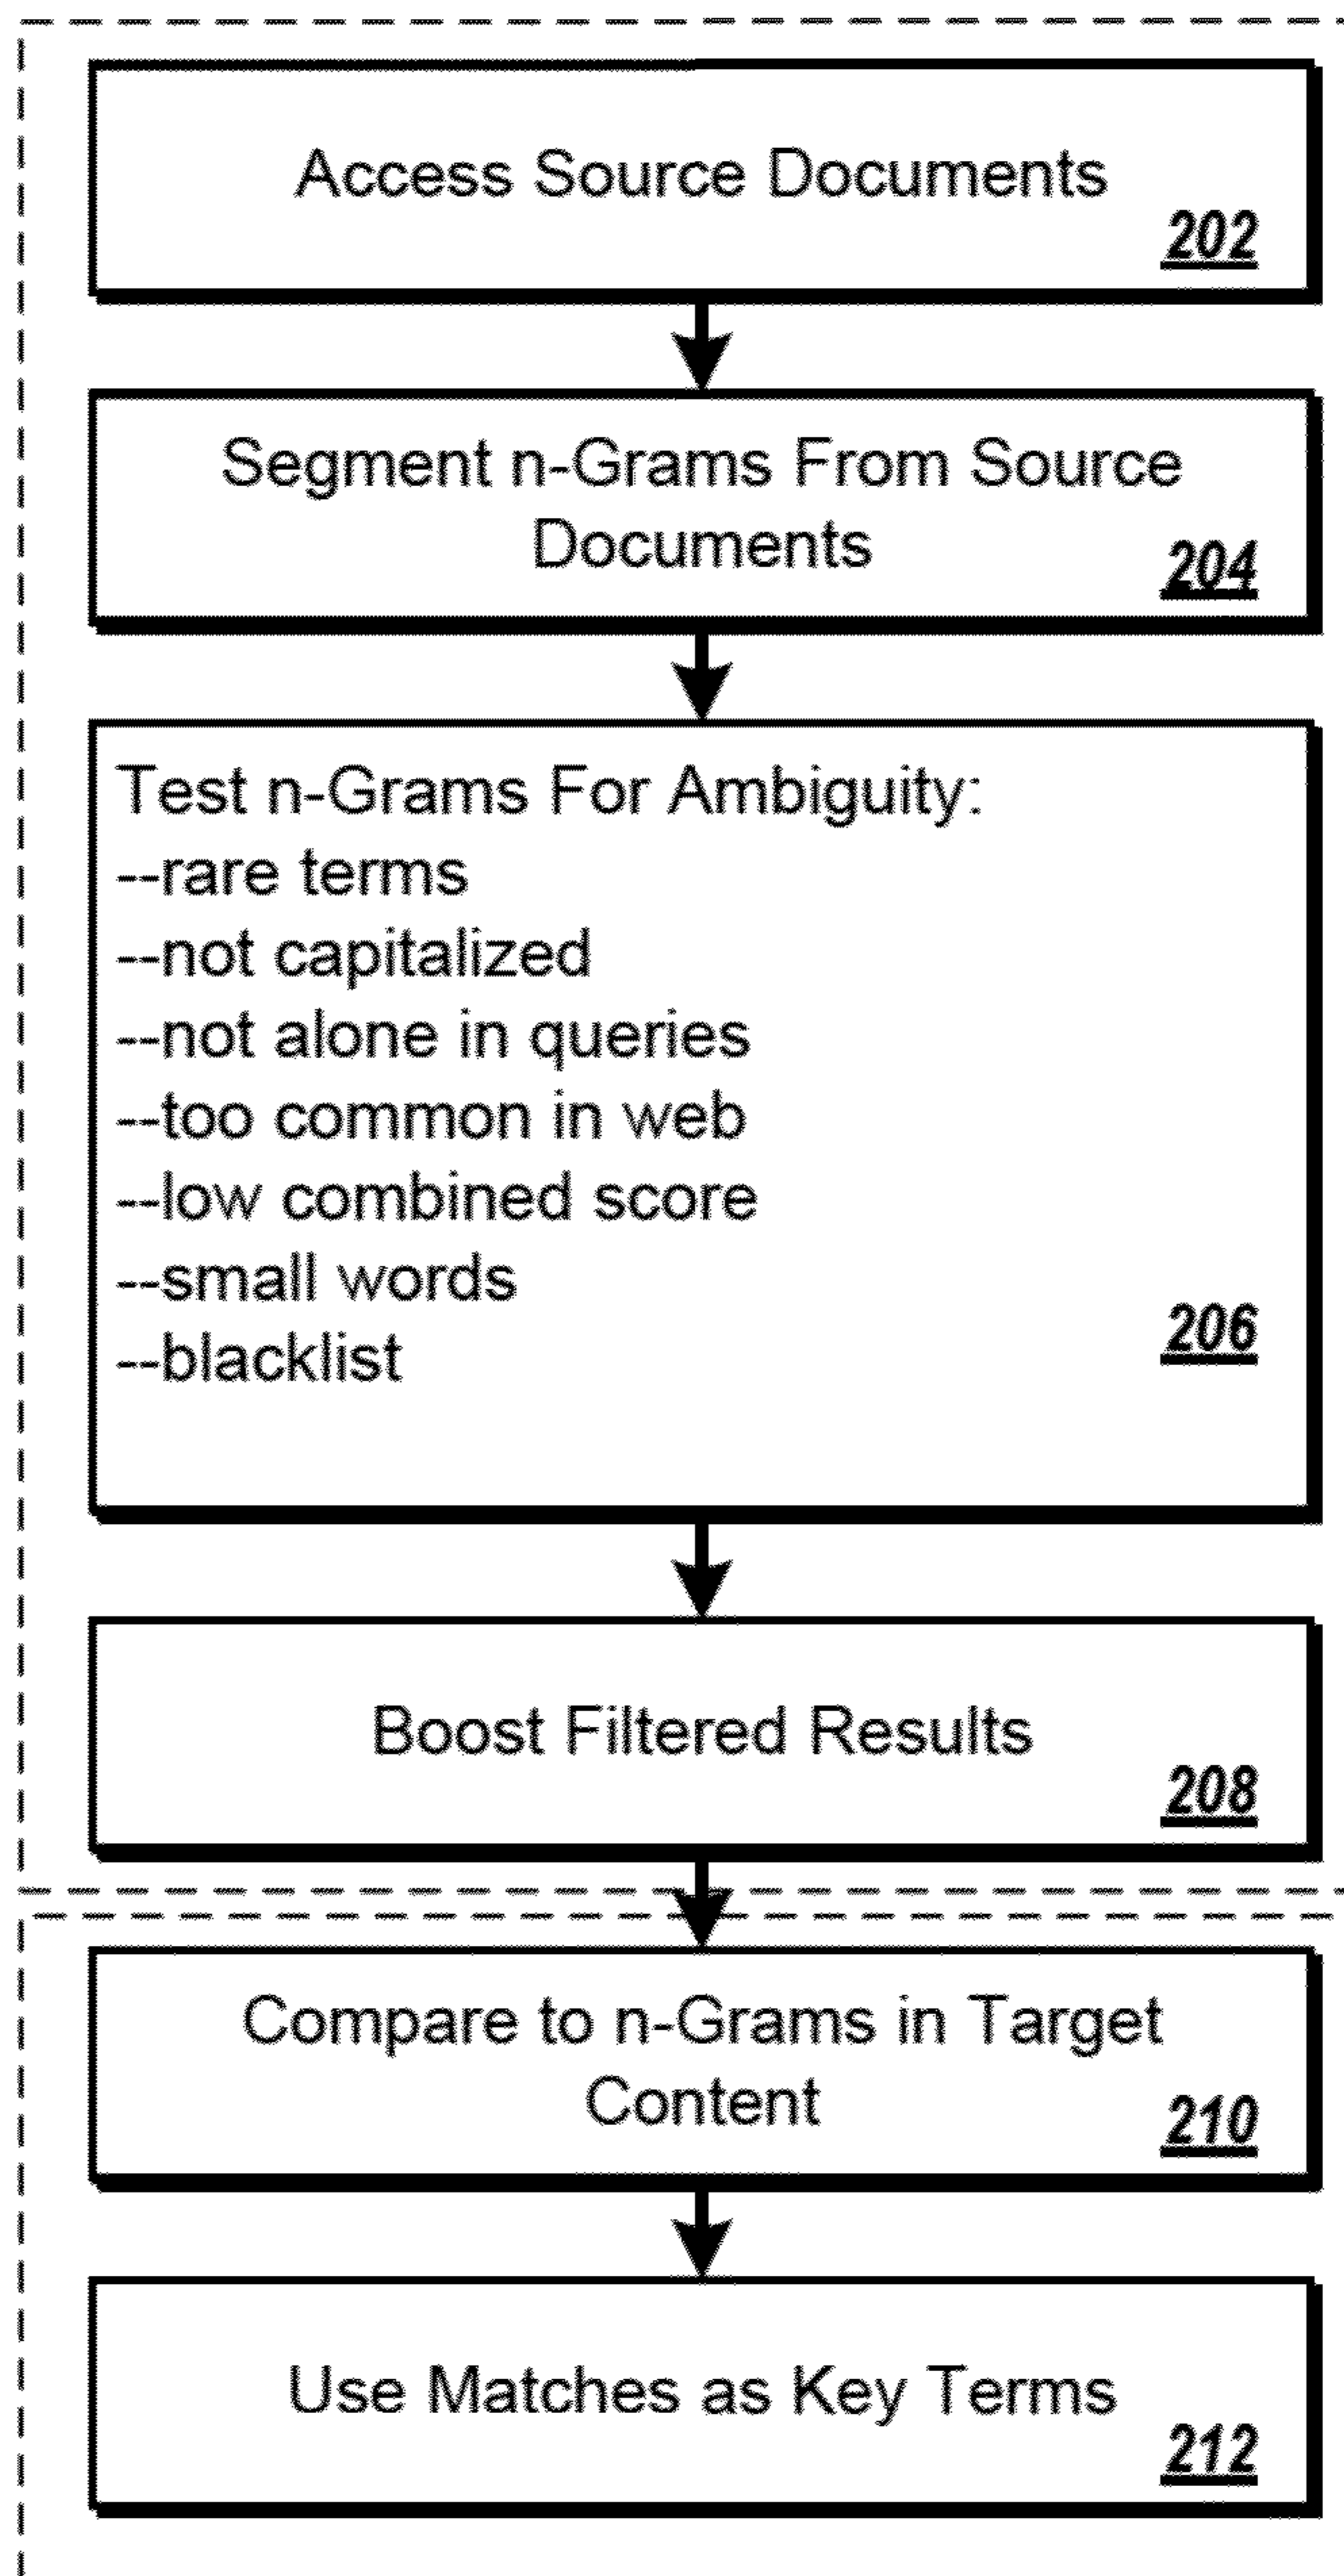 Access Source Documents
202
Segment n-Grams From Source
Documents
204
Test n-Grams For Ambiguity:
--rare terms
--not capitalized
--not alone in queries
--too common in web
--low combined score
--small words
--blacklist
206
Boost Filtered Results
208
Compare to n-Grams in Target
Content
210
Use Matches as Key Terms
212